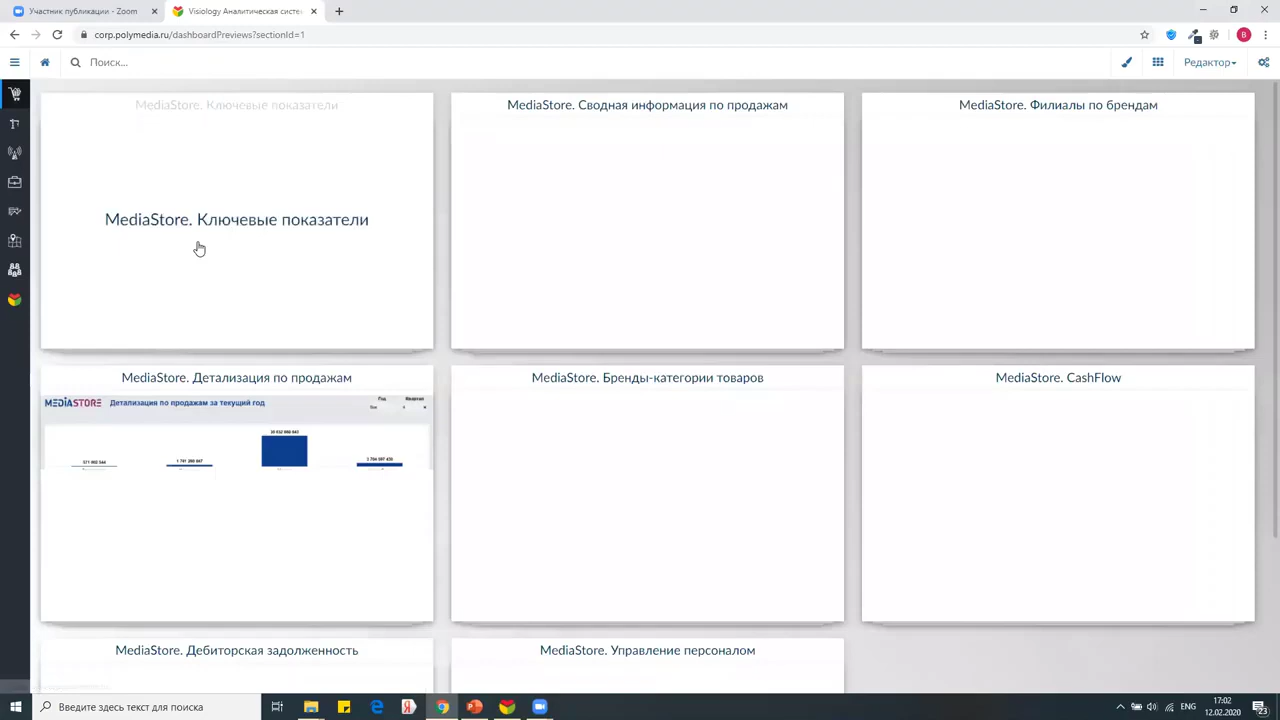 Участник публикации - Zoom
Visiology Аналитическая систе
corp.polymedia.ru/dashboardPreviews?sectionId=1
B
Поиск...
Редактор
MediaStore. Ключевые показатели
MediaStore. Сводная информация по продажам
MediaStore. Филиалы по брендам
MediaStore. Ключевые показатели
MediaStore. Детализация по продажам
MediaStore. Бренды-категории товаров
MediaStore. CashFlow
MEDIASTORE Детализация по продажам за текущий год
Год
Квартал
MediaStore. Дебиторская задолженность
MediaStore. Управление персоналом
Введите здесь текст для поиска
ENG
17:02
12.02.2020
23